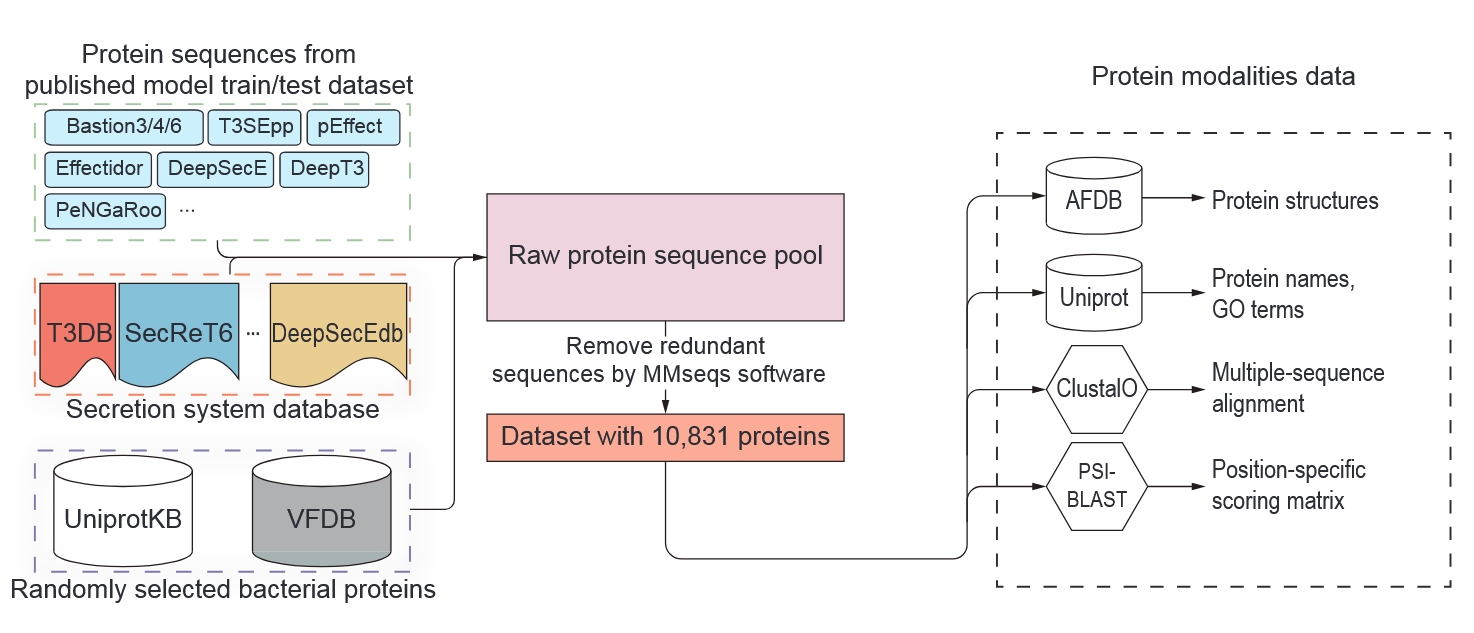 Protein sequences from
published model train/test dataset
Bastion3/4/6
T3SEpp
pEffect
Effectidor
DeepSecE
DeepT3
PeNGaRoo
...
T3DB
SecReT6
...
DeepSecEdb
Secretion system database
UniprotKB
VFDB
Randomly selected bacterial proteins
Raw protein sequence pool
Remove redundant
sequences by MMseqs software
Dataset with 10,831 proteins
Protein modalities data
AFDB
Protein structures
Uniprot
Protein names,
GO terms
ClustalO
Multiple-sequence
alignment
PSI-
BLAST
Position-specific
scoring matrix